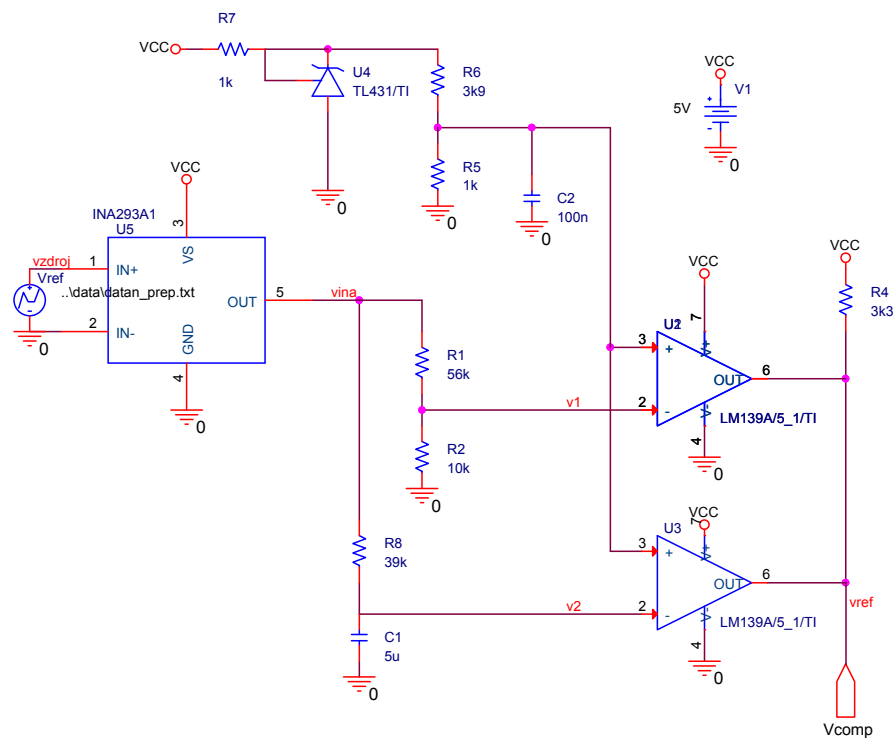 R7
VCC
1k
U4
TL431/TI
R6
3k9
VCC
V1
5V
+
-
0
0
R5
1k
0
C2
100n
0
VCC
INA293A1
U5
3
VS
vzdroj
1
IN+
Vref
..\data\datan_prep.txt
5
OUT
vina
2
IN-
0
GND
4
0
R1
56k
v1
R2
10k
0
VCC
7
3
+
V+
OUT
6
2
-
V-
LM139A/5_1/TI
4
0
VCC
R4
3k3
R8
39k
v2
C1
5u
0
U3
VCC
7
3
+
V+
OUT
6
2
-
V-
LM139A/5_1/TI
4
0
vref
Vcomp